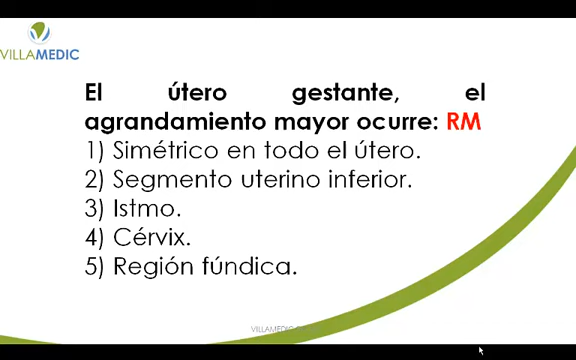 VILLAMEDIC
El útero gestante, el
agrandamiento mayor ocurre: RM
1) Simétrico en todo el útero.
2) Segmento uterino inferior.
3) Istmo.
4) Cérvix.
5) Región fúndica.
VILLAMEDIC